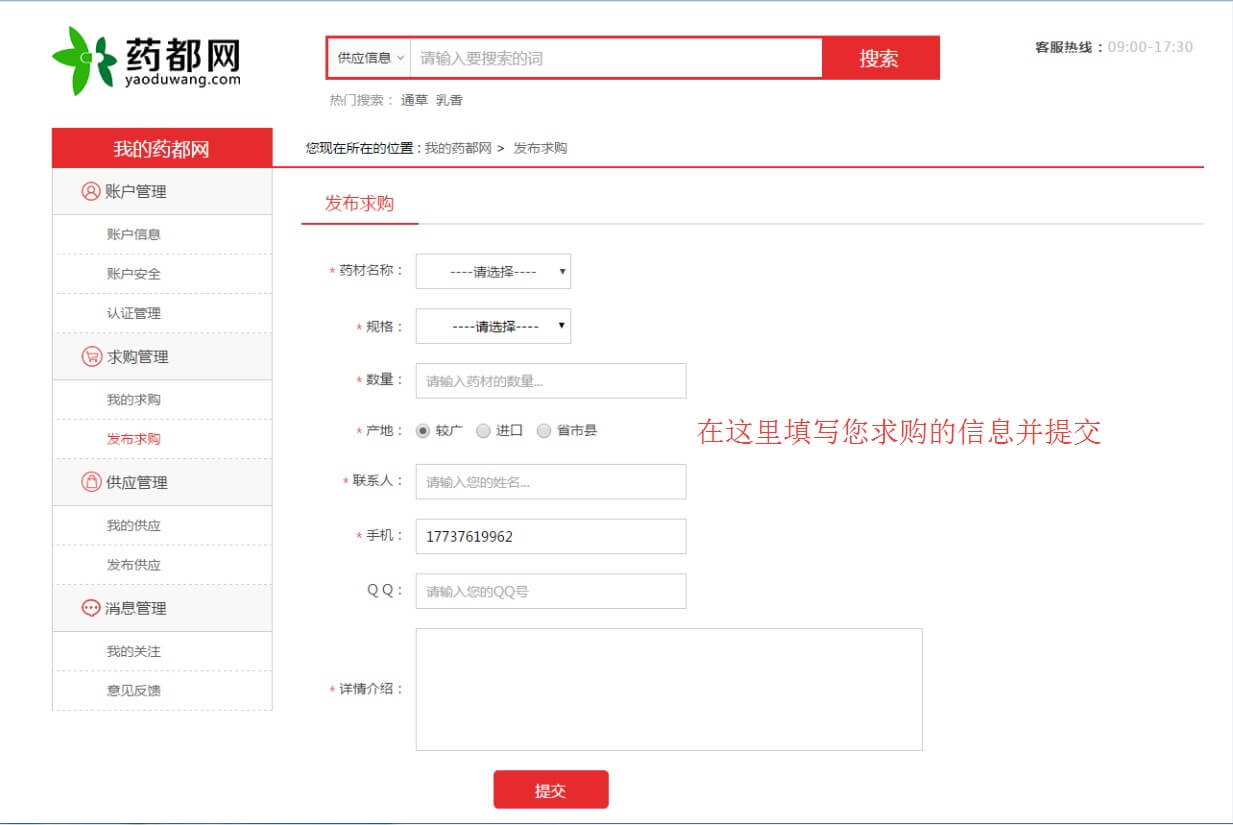 药都网
yaoduwang.com
供应信息 请输入要搜索的词 搜索
客服热线：09:00-17:30
热门搜索： 通草 乳香
我的药都网
您现在所在的位置：我的药都网 > 发布求购
账户管理
账户信息
账户安全
认证管理
求购管理
我的求购
发布求购
供应管理
我的供应
发布供应
消息管理
我的关注
意见反馈
发布求购
* 药材名称： ----请选择----
* 规格： ----请选择----
* 数量： 请输入药材的数量...
* 产地： 较广 进口 省市县
在这里填写您求购的信息并提交
* 联系人： 请输入您的姓名...
* 手机： 17737619962
Q Q： 请输入您的QQ号
* 详情介绍：
提交